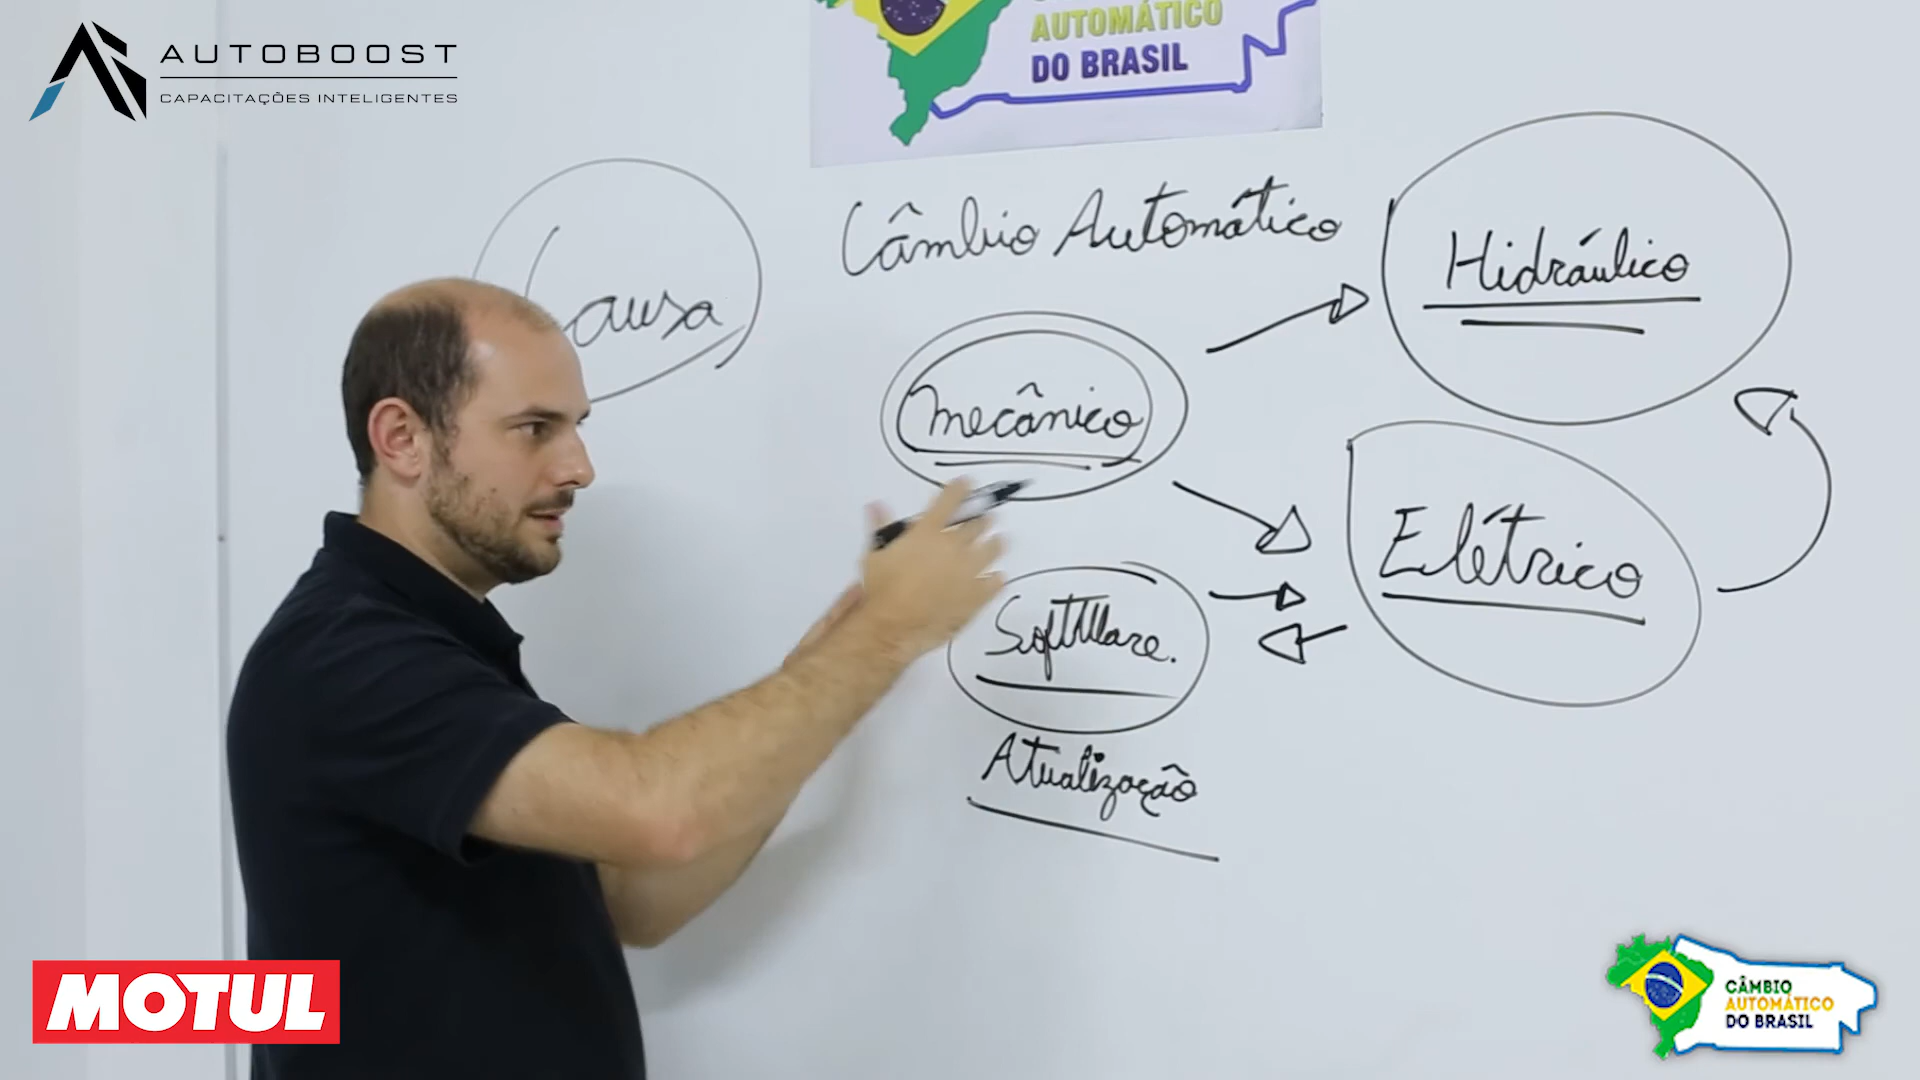 AUTOBOOST
CAPACITAÇÕES INTELIGENTES
AUTOMÁTICO
DO BRASIL
Câmbio Automático
Causa
Hidráulico
mecânico
Elétrico
Software.
Atualização
MOTUL
CÂMBIO
AUTOMÁTICO
DO BRASIL